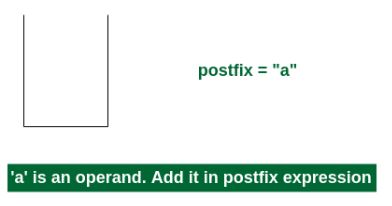 postfix = "a"
'a' is an operand. Add it in postfix expression